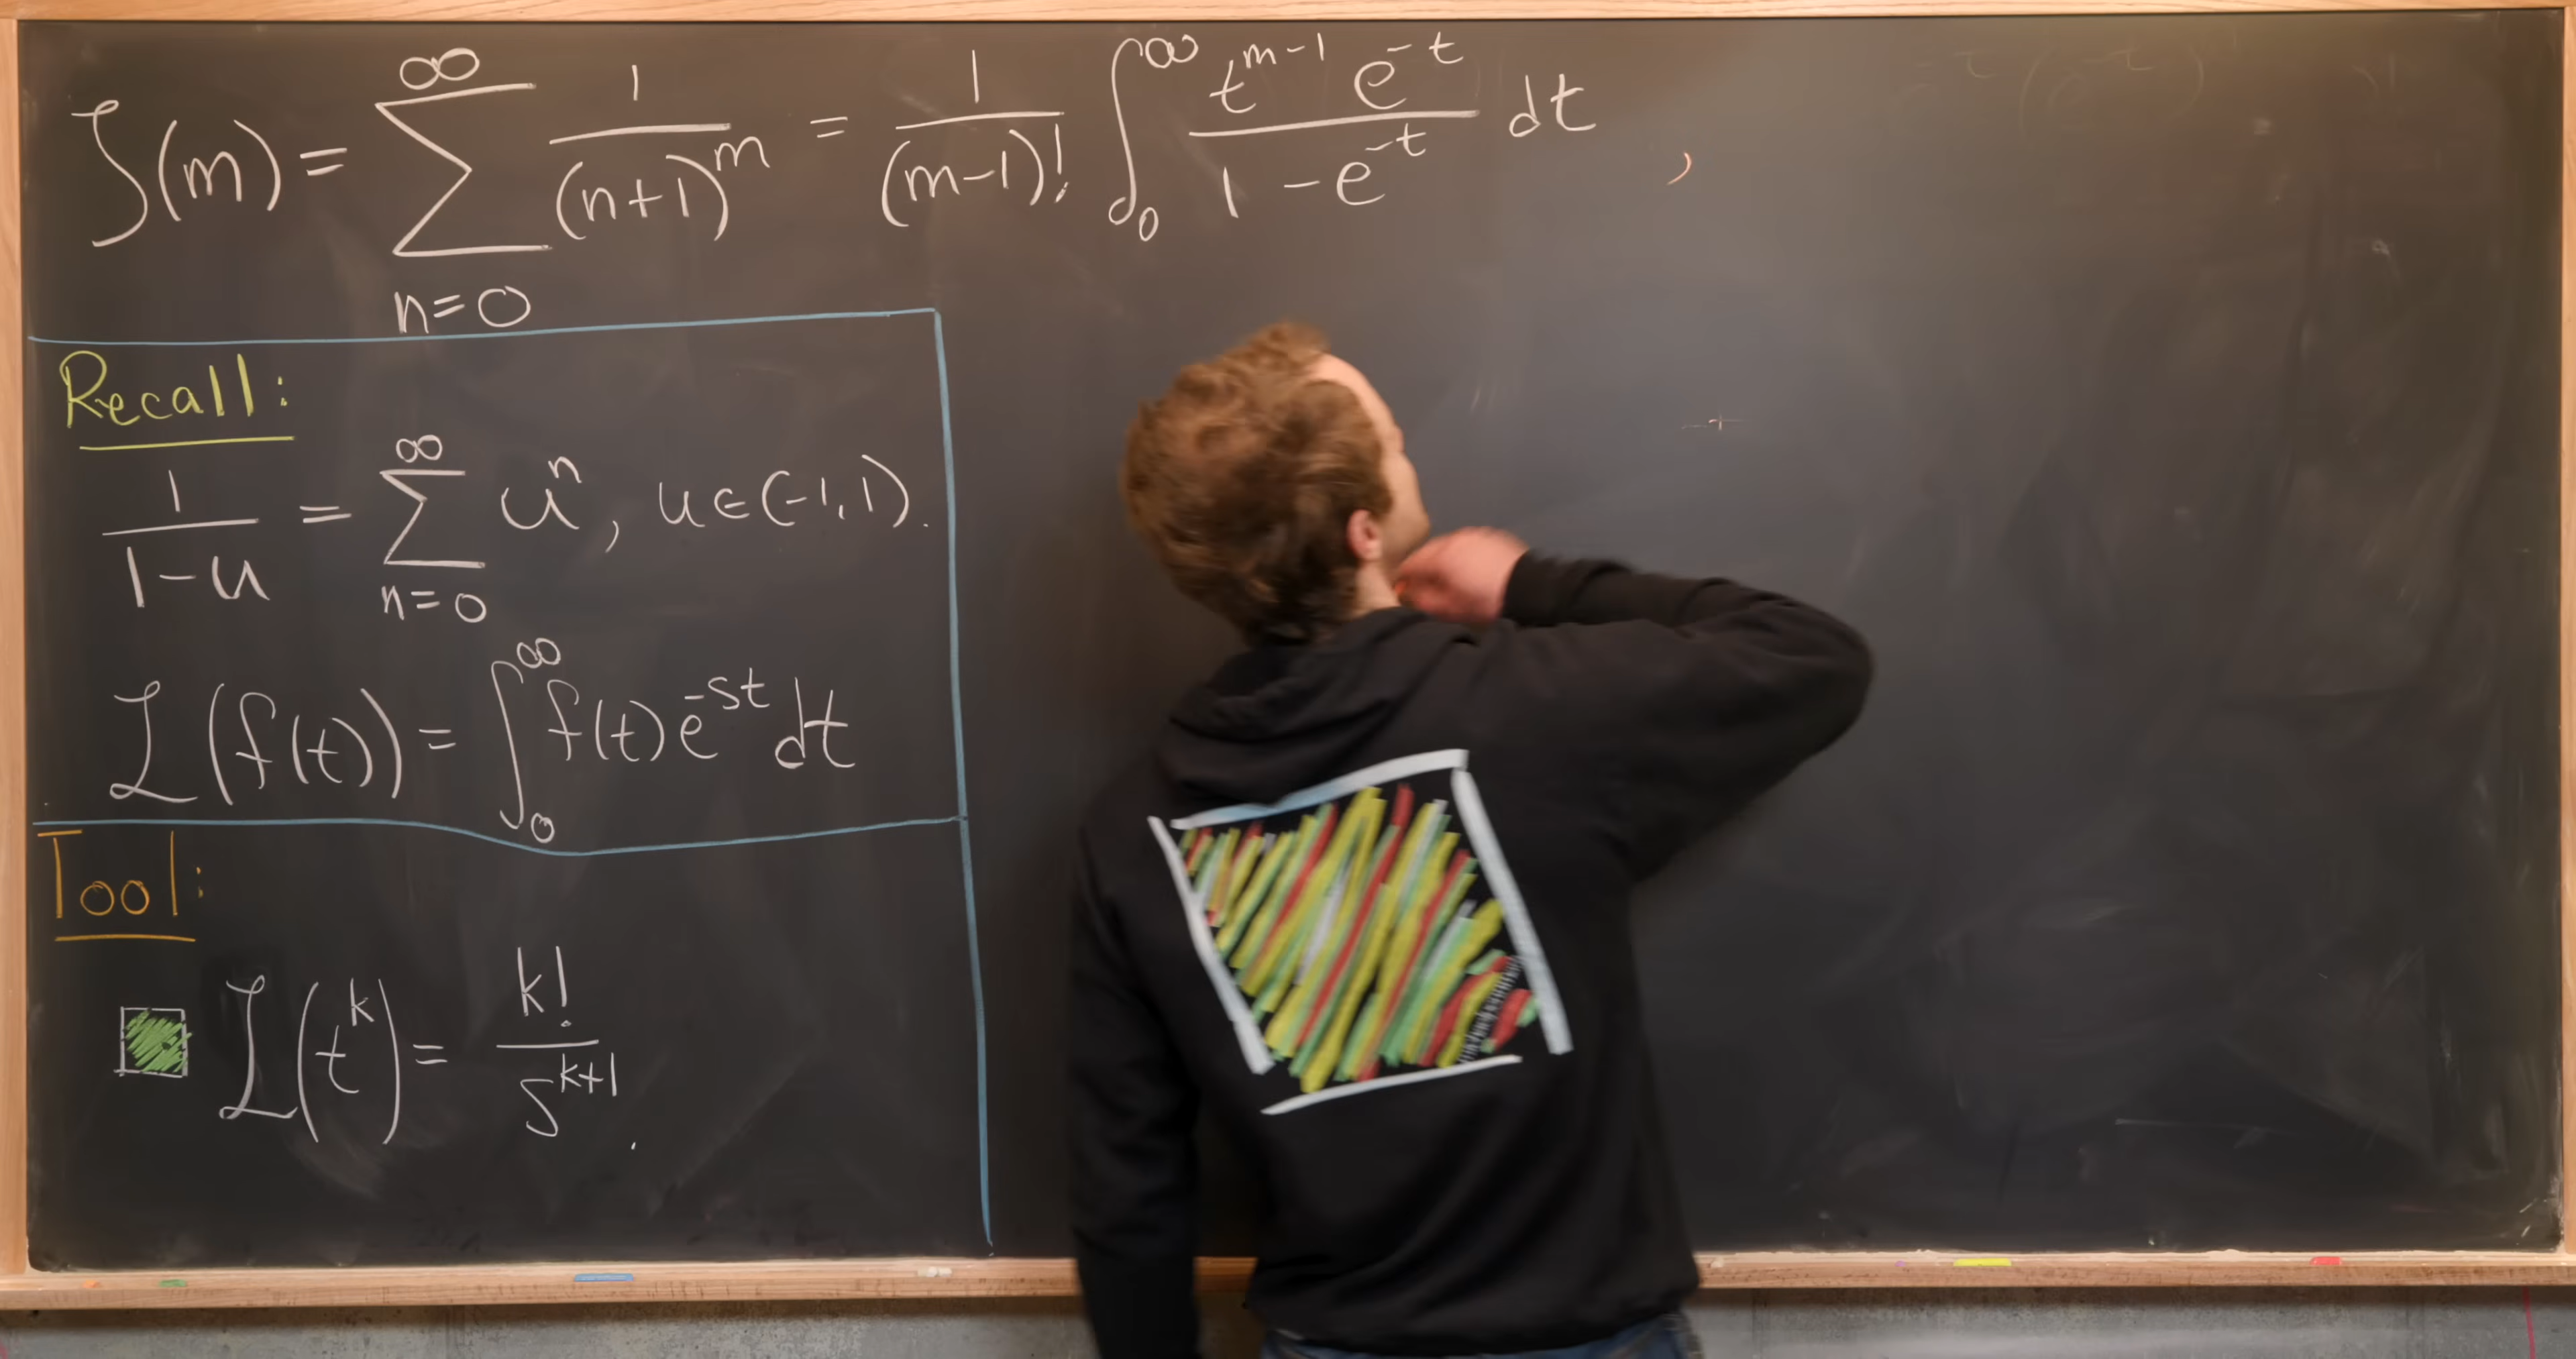 ζ(m) = ∑_{n=0}^{∞} 1/(n+1)^m = 1/(m-1)! ∫_0^∞ t^{m-1} e^{-t} / (1 - e^{-t}) dt ,
Recall:
1/(1-u) = ∑_{n=0}^{∞} u^n, u∈(-1,1).
ℒ(f(t)) = ∫_0^∞ f(t) e^{-st} dt
Tool:
ℒ(t^k) = k!/s^{k+1}.